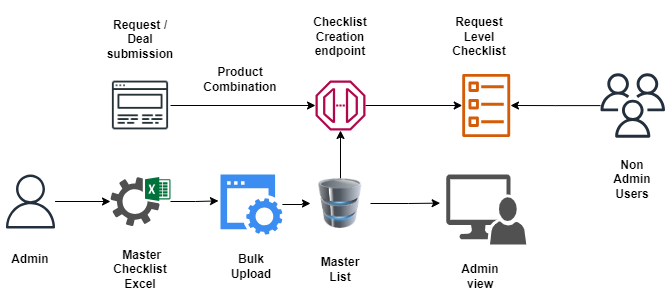 Request /
Deal
submission
Checklist
Creation
endpoint
Request
Level
Checklist
Product
Combination
Non
Admin
Users
X
Admin
Master
Checklist
Excel
Bulk
Upload
Master
List
Admin
view